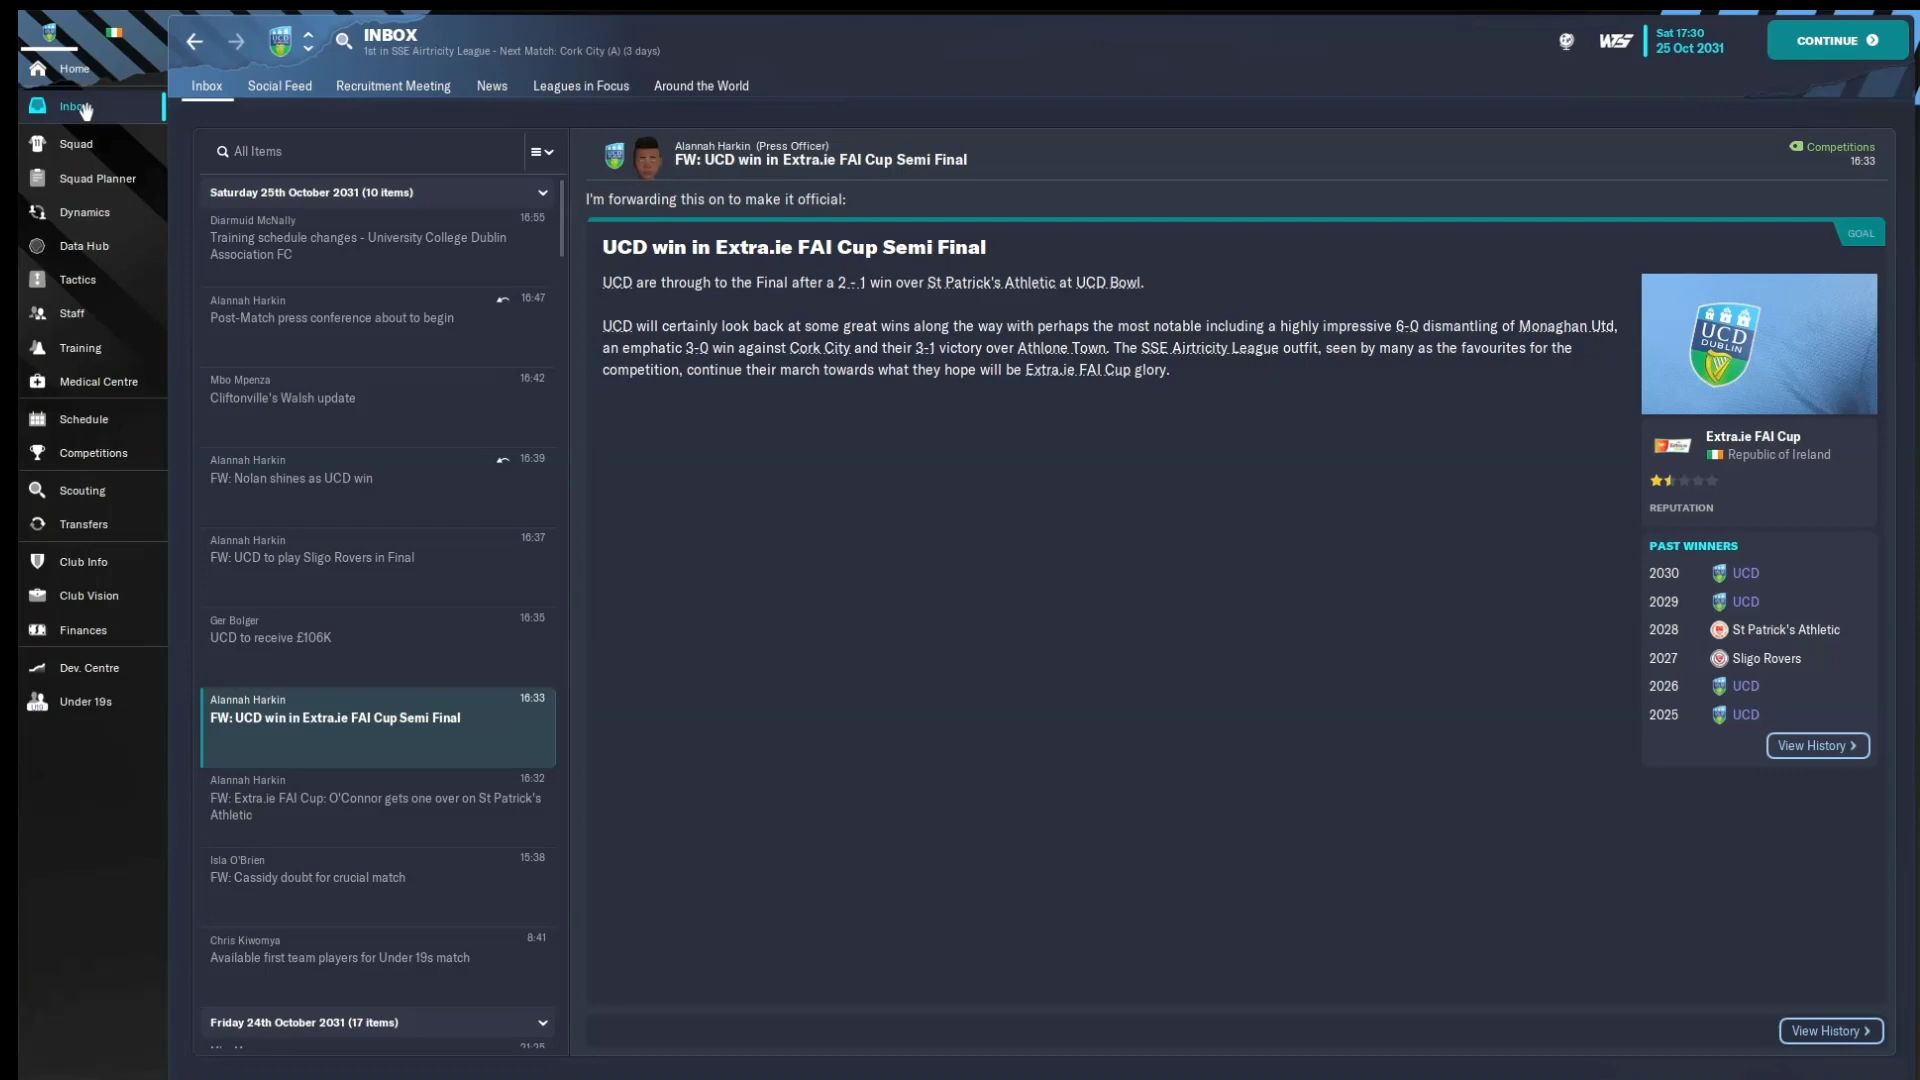 INBOX
1st in SSE Airtricity League - Next Match: Cork City (A) (3 days)
Sat 17:30
25 Oct 2031
CONTINUE
Inbox
Social Feed
Recruitment Meeting
News
Leagues in Focus
Around the World
Home
Inbo
Squad
Squad Planner
Dynamics
Data Hub
Tactics
Staff
Training
Medical Centre
Schedule
Competitions
Scouting
Transfers
Club Info
Club Vision
Finances
Dev. Centre
Under 19s
All Items
Saturday 25th October 2031 (10 items)
Diarmuid McNally 16:55
Training schedule changes - University College Dublin
Association FC
Alannah Harkin 16:47
Post-Match press conference about to begin
Mbo Mpenza 16:42
Cliftonville's Walsh update
Alannah Harkin 16:39
FW: Nolan shines as UCD win
Alannah Harkin 16:37
FW: UCD to play Sligo Rovers in Final
Ger Bolger 16:35
UCD to receive £106K
Alannah Harkin 16:33
FW: UCD win in Extra.ie FAI Cup Semi Final
Alannah Harkin 16:32
FW: Extra.ie FAI Cup: O'Connor gets one over on St Patrick's
Athletic
Isla O'Brien 15:38
FW: Cassidy doubt for crucial match
Chris Kiwomya 8:41
Available first team players for Under 19s match
Friday 24th October 2031 (17 items)
Alannah Harkin (Press Officer)
FW: UCD win in Extra.ie FAI Cup Semi Final
Competitions
16:33
I'm forwarding this on to make it official:
GOAL
UCD win in Extra.ie FAI Cup Semi Final
UCD are through to the Final after a 2 - 1 win over St Patrick's Athletic at UCD Bowl.
UCD will certainly look back at some great wins along the way with perhaps the most notable including a highly impressive 6-0 dismantling of Monaghan Utd,
an emphatic 3-0 win against Cork City and their 3-1 victory over Athlone Town. The SSE Airtricity League outfit, seen by many as the favourites for the
competition, continue their march towards what they hope will be Extra.ie FAI Cup glory.
UCD
DUBLIN
Extra.ie FAI Cup
Republic of Ireland
REPUTATION
PAST WINNERS
2030 UCD
2029 UCD
2028 St Patrick's Athletic
2027 Sligo Rovers
2026 UCD
2025 UCD
View History
View History